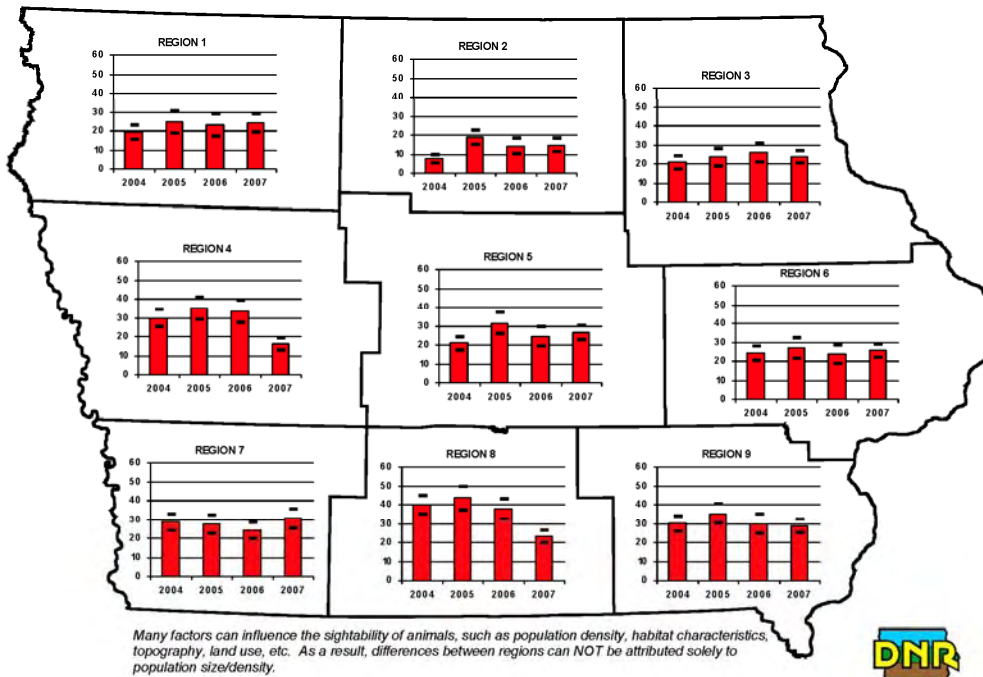 REGION 1
60
50
40
30
20
10
0
2004 2005 2006 2007
REGION 2
60
50
40
30
20
10
0
2004 2005 2006 2007
REGION 3
60
50
40
30
20
10
0
2004 2005 2006 2007
REGION 4
60
50
40
30
20
10
0
2004 2005 2006 2007
REGION 5
60
50
40
30
20
10
0
2004 2005 2006 2007
REGION 6
60
50
40
30
20
10
0
2004 2005 2006 2007
REGION 7
60
50
40
30
20
10
0
2004 2005 2006 2007
REGION 8
60
50
40
30
20
10
0
2004 2005 2006 2007
REGION 9
60
50
40
30
20
10
0
2004 2005 2006 2007
Many factors can influence the sightability of animals, such as population density, habitat characteristics,
topography, land use, etc. As a result, differences between regions can NOT be attributed solely to
population size/density.
DNR